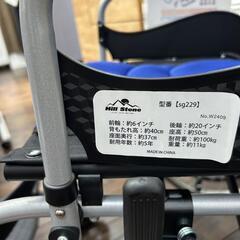 Mill Stone
型番【sg229】
No.W2409
前輪：約6インチ
後輪：約20インチ
背もたれ高：約40cm
座高：約50cm
座面奥行：約37cm
耐荷重：約100kg
耐用年数：約5年
重量：約11kg
MADE IN CHINA